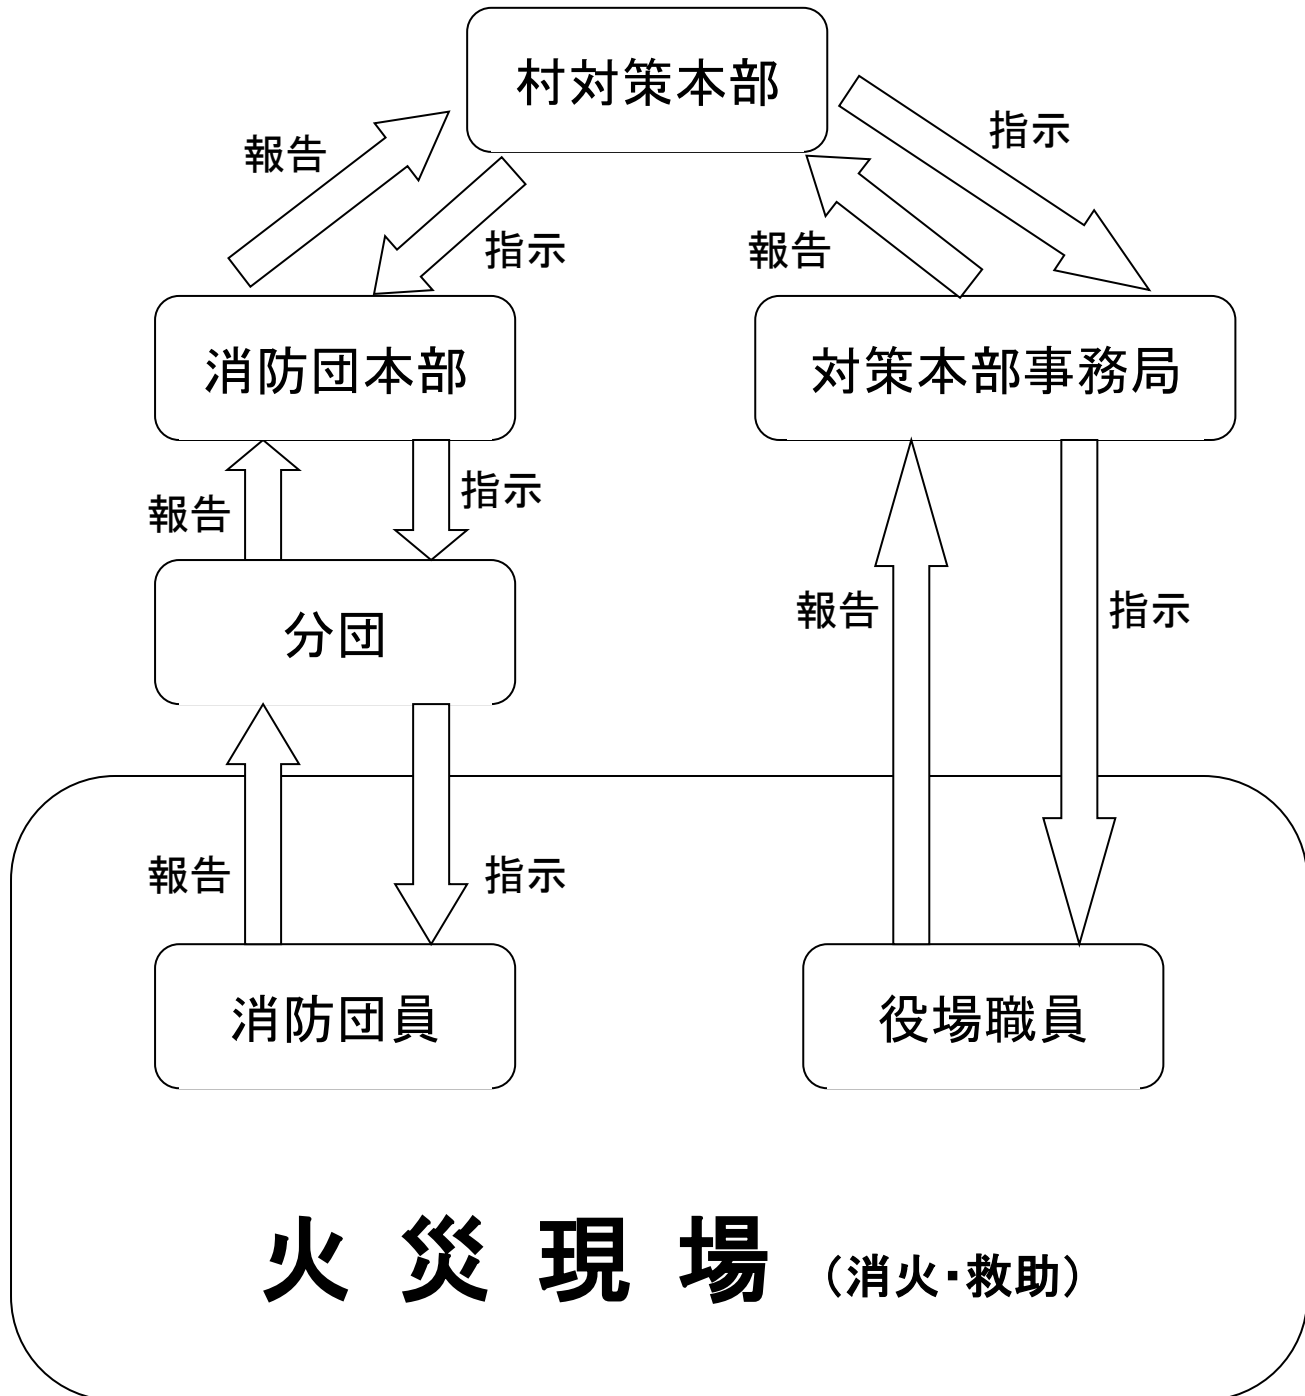 村対策本部
指示
報告
指示
報告
消防団本部
対策本部事務局
指示
報告
分団
報告
指示
報告
指示
消防団員
役場職員
火災現場（消火・救助）